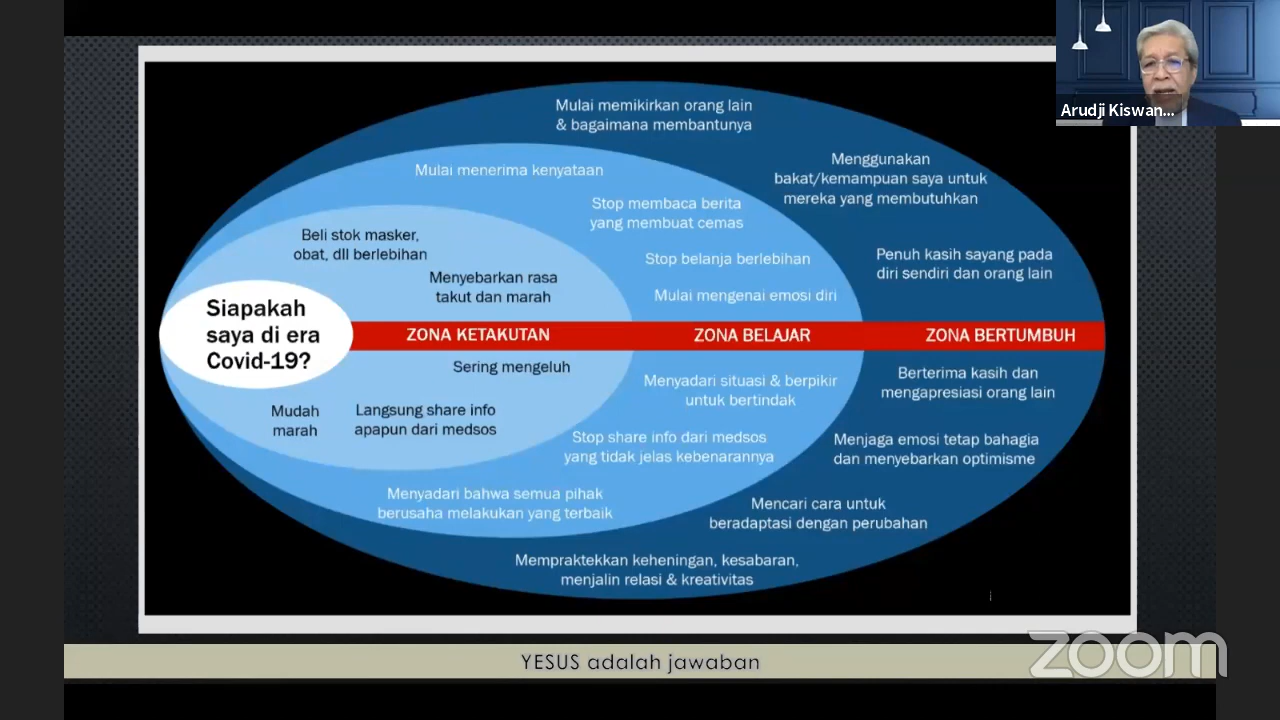 Arudji Kiswan...
Mulai memikirkan orang lain
& bagaimana membantunya
Mulai menerima kenyataan
Menggunakan
bakat/kemampuan saya untuk
mereka yang membutuhkan
Stop membaca berita
yang membuat cemas
Beli stok masker,
obat, dll berlebihan
Menyebarkan rasa
takut dan marah
Stop belanja berlebihan
Penuh kasih sayang pada
diri sendiri dan orang lain
Mulai mengenai emosi diri
Siapakah
saya di era
Covid-19?
ZONA KETAKUTAN
ZONA BELAJAR
ZONA BERTUMBUH
Sering mengeluh
Menyadari situasi & berpikir
untuk bertindak
Berterima kasih dan
mengapresiasi orang lain
Mudah
marah
Langsung share info
apapun dari medsos
Stop share info dari medsos
yang tidak jelas kebenarannya
Menjaga emosi tetap bahagia
dan menyebarkan optimisme
Menyadari bahwa semua pihak
berusaha melakukan yang terbaik
Mencari cara untuk
beradaptasi dengan perubahan
Mempraktekkan keheningan, kesabaran,
menjalin relasi & kreativitas
i
YESUS adalah jawaban
zoom